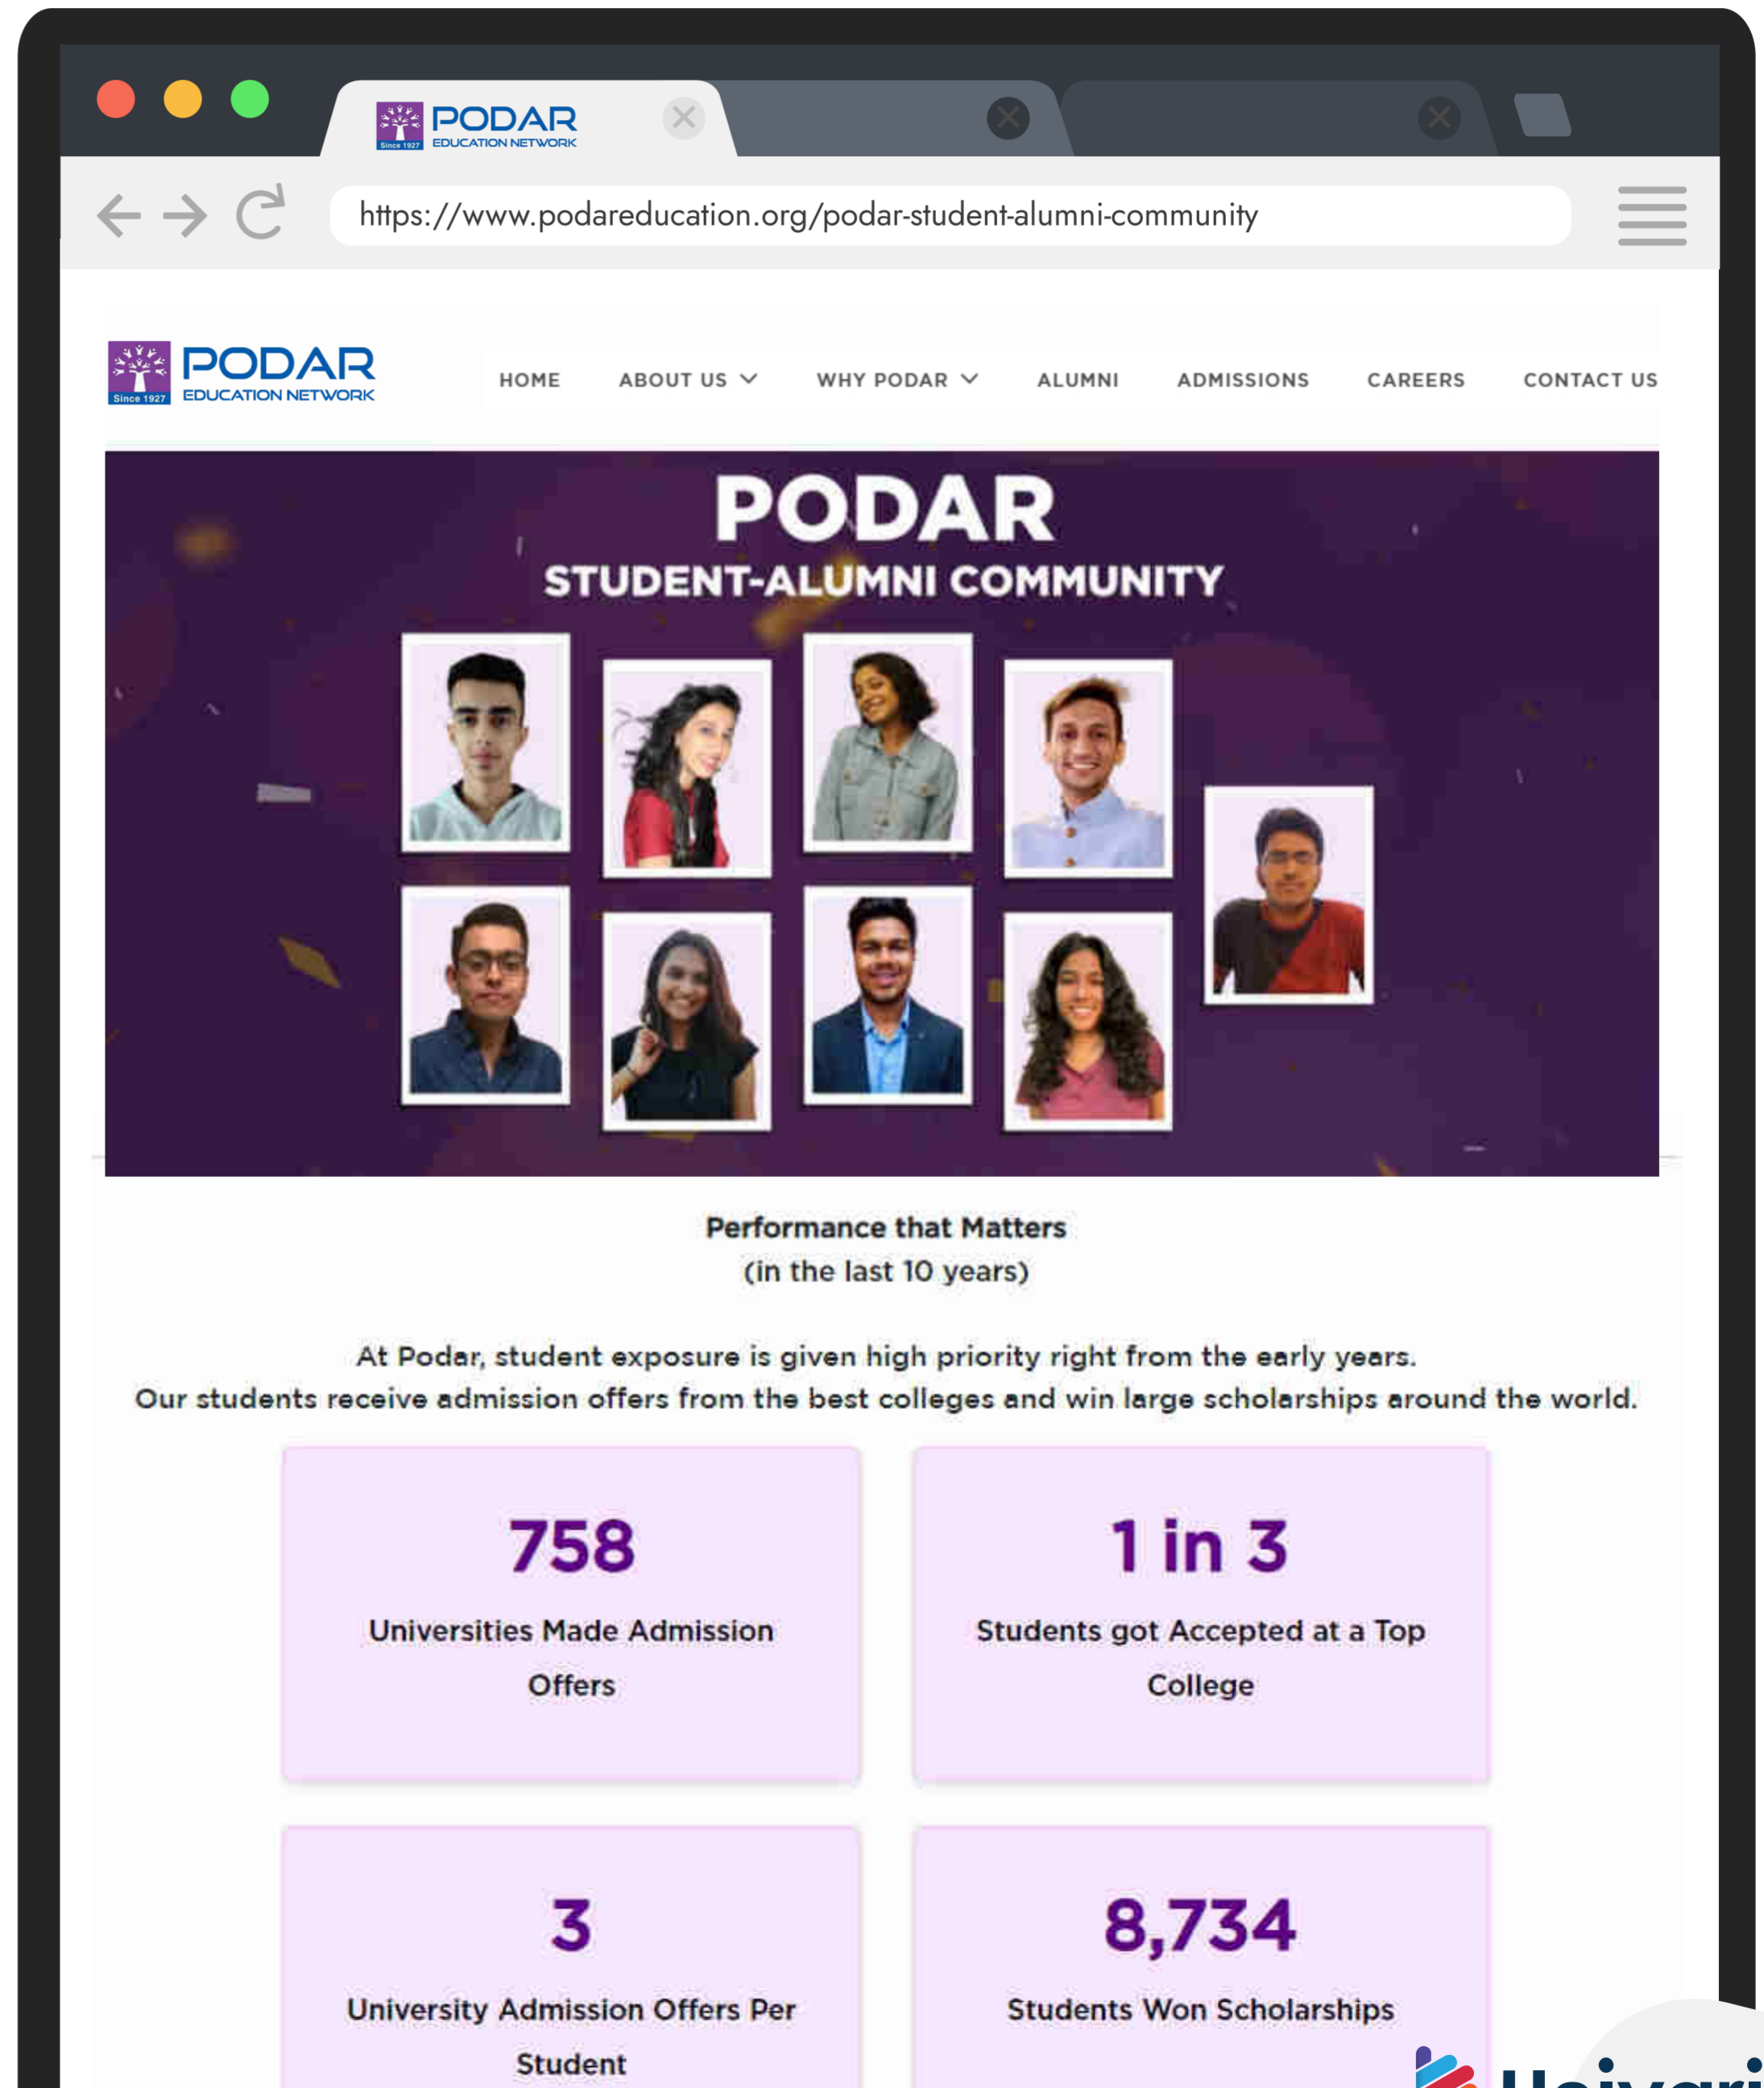 PODAR
EDUCATION NETWORK
Since 1927
https://www.podareducation.org/podar-student-alumni-community
PODAR
EDUCATION NETWORK
Since 1927
HOME ABOUT US WHY PODAR ALUMNI ADMISSIONS CAREERS CONTACT US
PODAR
STUDENT-ALUMNI COMMUNITY
Performance that Matters
(in the last 10 years)
At Podar, student exposure is given high priority right from the early years.
Our students receive admission offers from the best colleges and win large scholarships around the world.
758
Universities Made Admission
Offers
1 in 3
Students got Accepted at a Top
College
3
University Admission Offers Per
Student
8,734
Students Won Scholarships